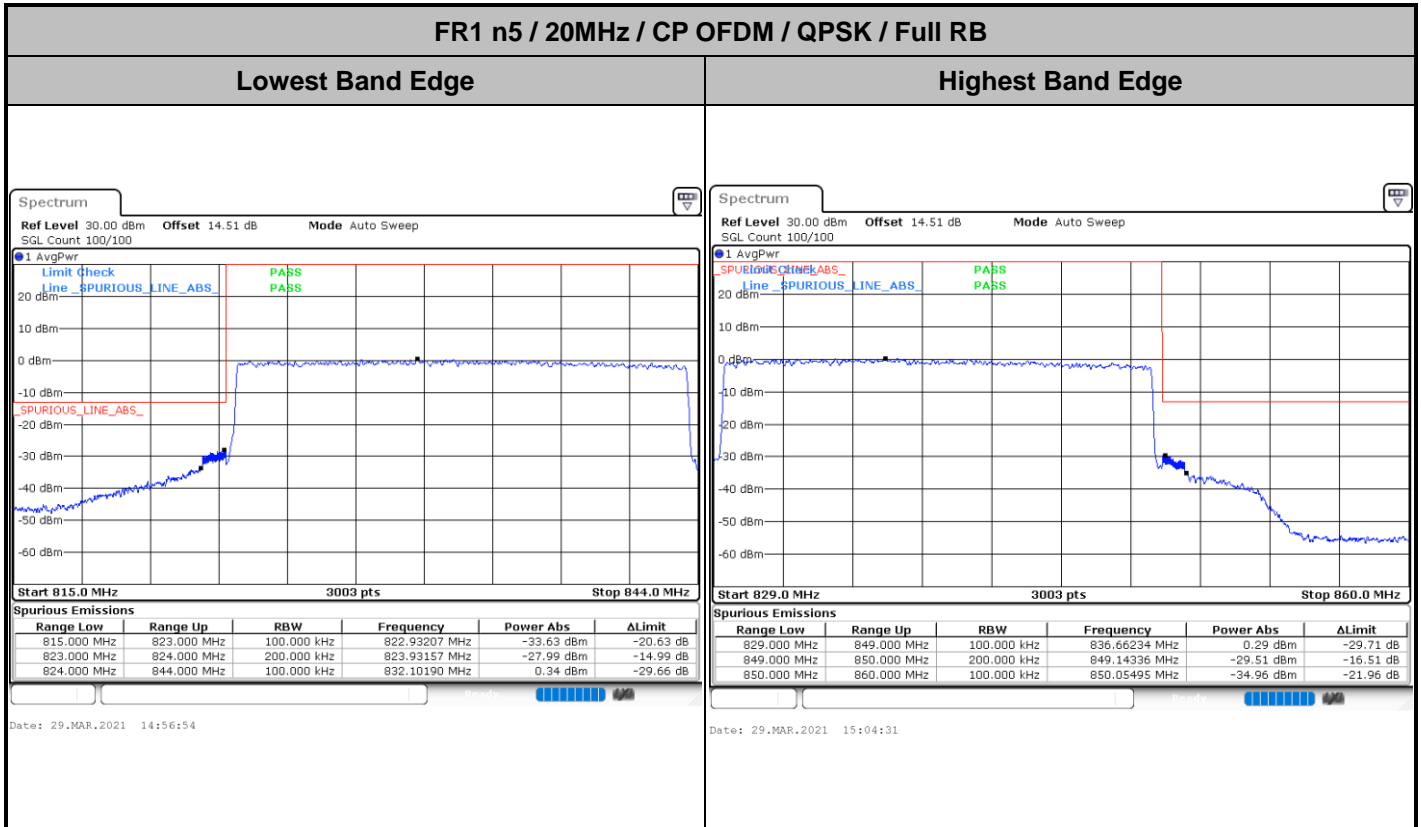 FR1 n5 / 20MHz / CP OFDM / QPSK / Full RB
Lowest Band Edge
Highest Band Edge
Spectrum
Ref Level 30.00 dBm Offset 14.51 dB Mode Auto Sweep
SGL Count 100/100
1 AvgPwr
Limit Check PASS
Line _SPURIOUS_LINE_ABS_ PASS
20 dBm
10 dBm
0 dBm
-10 dBm
_SPURIOUS_LINE_ABS_
-20 dBm
-30 dBm
-40 dBm
-50 dBm
-60 dBm
Start 815.0 MHz 3003 pts Stop 844.0 MHz
Spurious Emissions
Range Low Range Up RBW Frequency Power Abs ΔLimit
815.000 MHz 823.000 MHz 100.000 kHz 822.93207 MHz -33.63 dBm -20.63 dB
823.000 MHz 824.000 MHz 200.000 kHz 823.93157 MHz -27.99 dBm -14.99 dB
824.000 MHz 844.000 MHz 100.000 kHz 832.10190 MHz 0.34 dBm -29.66 dB
Date: 29.MAR.2021 14:56:54
Spectrum
Ref Level 30.00 dBm Offset 14.51 dB Mode Auto Sweep
SGL Count 100/100
1 AvgPwr
_SPURIOUS_LINE_ABS_
Limit Check PASS
Line _SPURIOUS_LINE_ABS_ PASS
20 dBm
10 dBm
0 dBm
-10 dBm
-20 dBm
-30 dBm
-40 dBm
-50 dBm
-60 dBm
Start 829.0 MHz 3003 pts Stop 860.0 MHz
Spurious Emissions
Range Low Range Up RBW Frequency Power Abs ΔLimit
829.000 MHz 849.000 MHz 100.000 kHz 836.66234 MHz 0.29 dBm -29.71 dB
849.000 MHz 850.000 MHz 200.000 kHz 849.14336 MHz -29.51 dBm -16.51 dB
850.000 MHz 860.000 MHz 100.000 kHz 850.05495 MHz -34.96 dBm -21.96 dB
Date: 29.MAR.2021 15:04:31